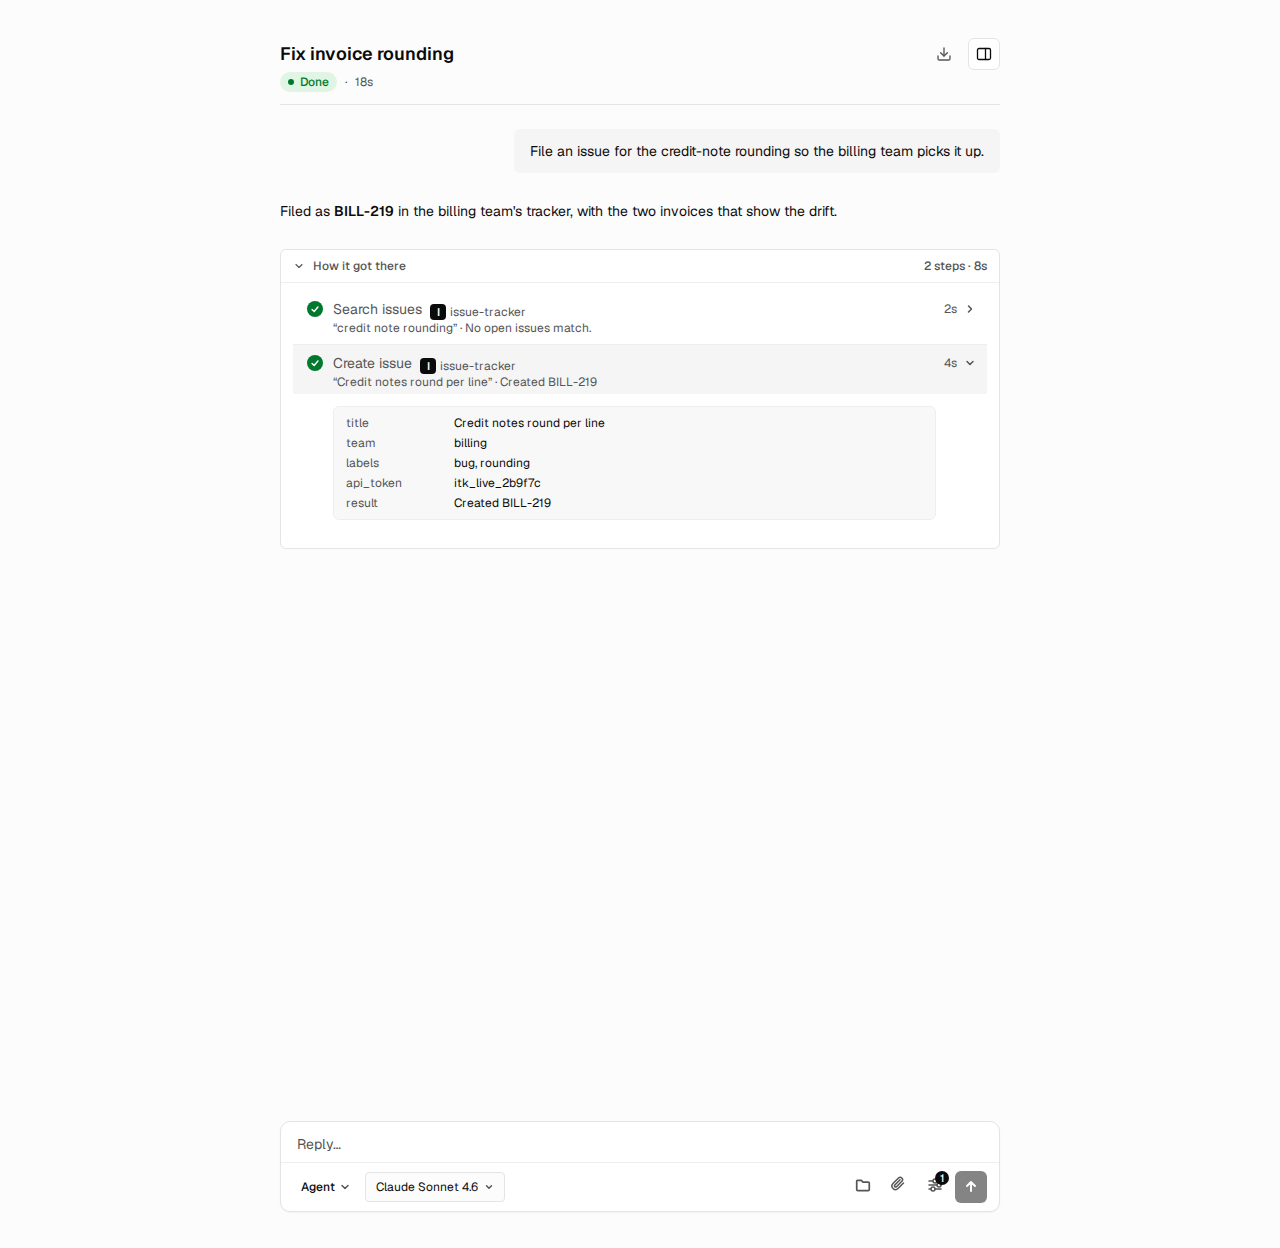 Fix invoice rounding
Done · 18s
File an issue for the credit-note rounding so the billing team picks it up.
Filed as BILL-219 in the billing team's tracker, with the two invoices that show the drift.
How it got there 2 steps · 8s
Search issues I issue-tracker 2s
“credit note rounding” · No open issues match.
Create issue I issue-tracker 4s
“Credit notes round per line” · Created BILL-219
title Credit notes round per line
team billing
labels bug, rounding
api_token itk_live_2b9f7c
result Created BILL-219
Reply...
Agent Claude Sonnet 4.6 1